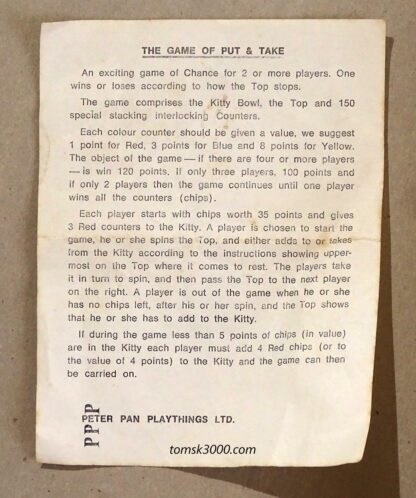 THE GAME OF PUT & TAKE
An exciting game of Chance for 2 or more players. One
wins or loses according to how the Top stops.
The game comprises the Kitty Bowl, the Top and 150
special stacking interlocking Counters.
Each colour counter should be given a value, we suggest
1 point for Red, 3 points for Blue and 8 points for Yellow.
The object of the game — if there are four or more players
— is win 120 points. If only three players, 100 points and
if only 2 players then the game continues until one player
wins all the counters (chips).
Each player starts with chips worth 35 points and gives
3 Red counters to the Kitty. A player is chosen to start the
game, he or she spins the Top, and either adds to or takes
from the Kitty according to the instructions showing upper-
most on the Top where it comes to rest. The players take
it in turn to spin, and then pass the Top to the next player
on the right. A player is out of the game when he or she
has no chips left, after his or her spin, and the Top shows
that he or she has to add to the Kitty.
If during the game less than 5 points of chips (in value)
are in the Kitty each player must add 4 Red chips (or to
the value of 4 points) to the Kitty and the game can then
be carried on.
PETER PAN PLAYTHINGS LTD.
PPP
tomsk3000.com